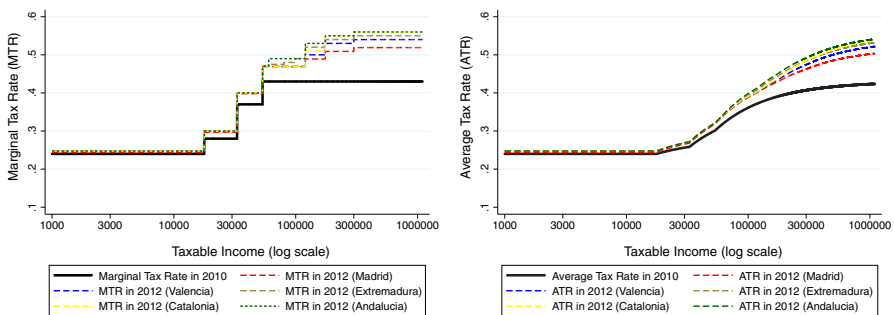 Marginal Tax Rate (MTR)
.1 .2 .3 .4 .5 .6
1000 3000 10000 30000 100000 300000 1000000
Taxable Income (log scale)
Marginal Tax Rate in 2010
MTR in 2012 (Madrid)
MTR in 2012 (Valencia)
MTR in 2012 (Extremadura)
MTR in 2012 (Catalonia)
MTR in 2012 (Andalucia)
Average Tax Rate (ATR)
.1 .2 .3 .4 .5 .6
1000 3000 10000 30000 100000 300000 1000000
Taxable Income (log scale)
Average Tax Rate in 2010
ATR in 2012 (Madrid)
ATR in 2012 (Valencia)
ATR in 2012 (Extremadura)
ATR in 2012 (Catalonia)
ATR in 2012 (Andalucia)